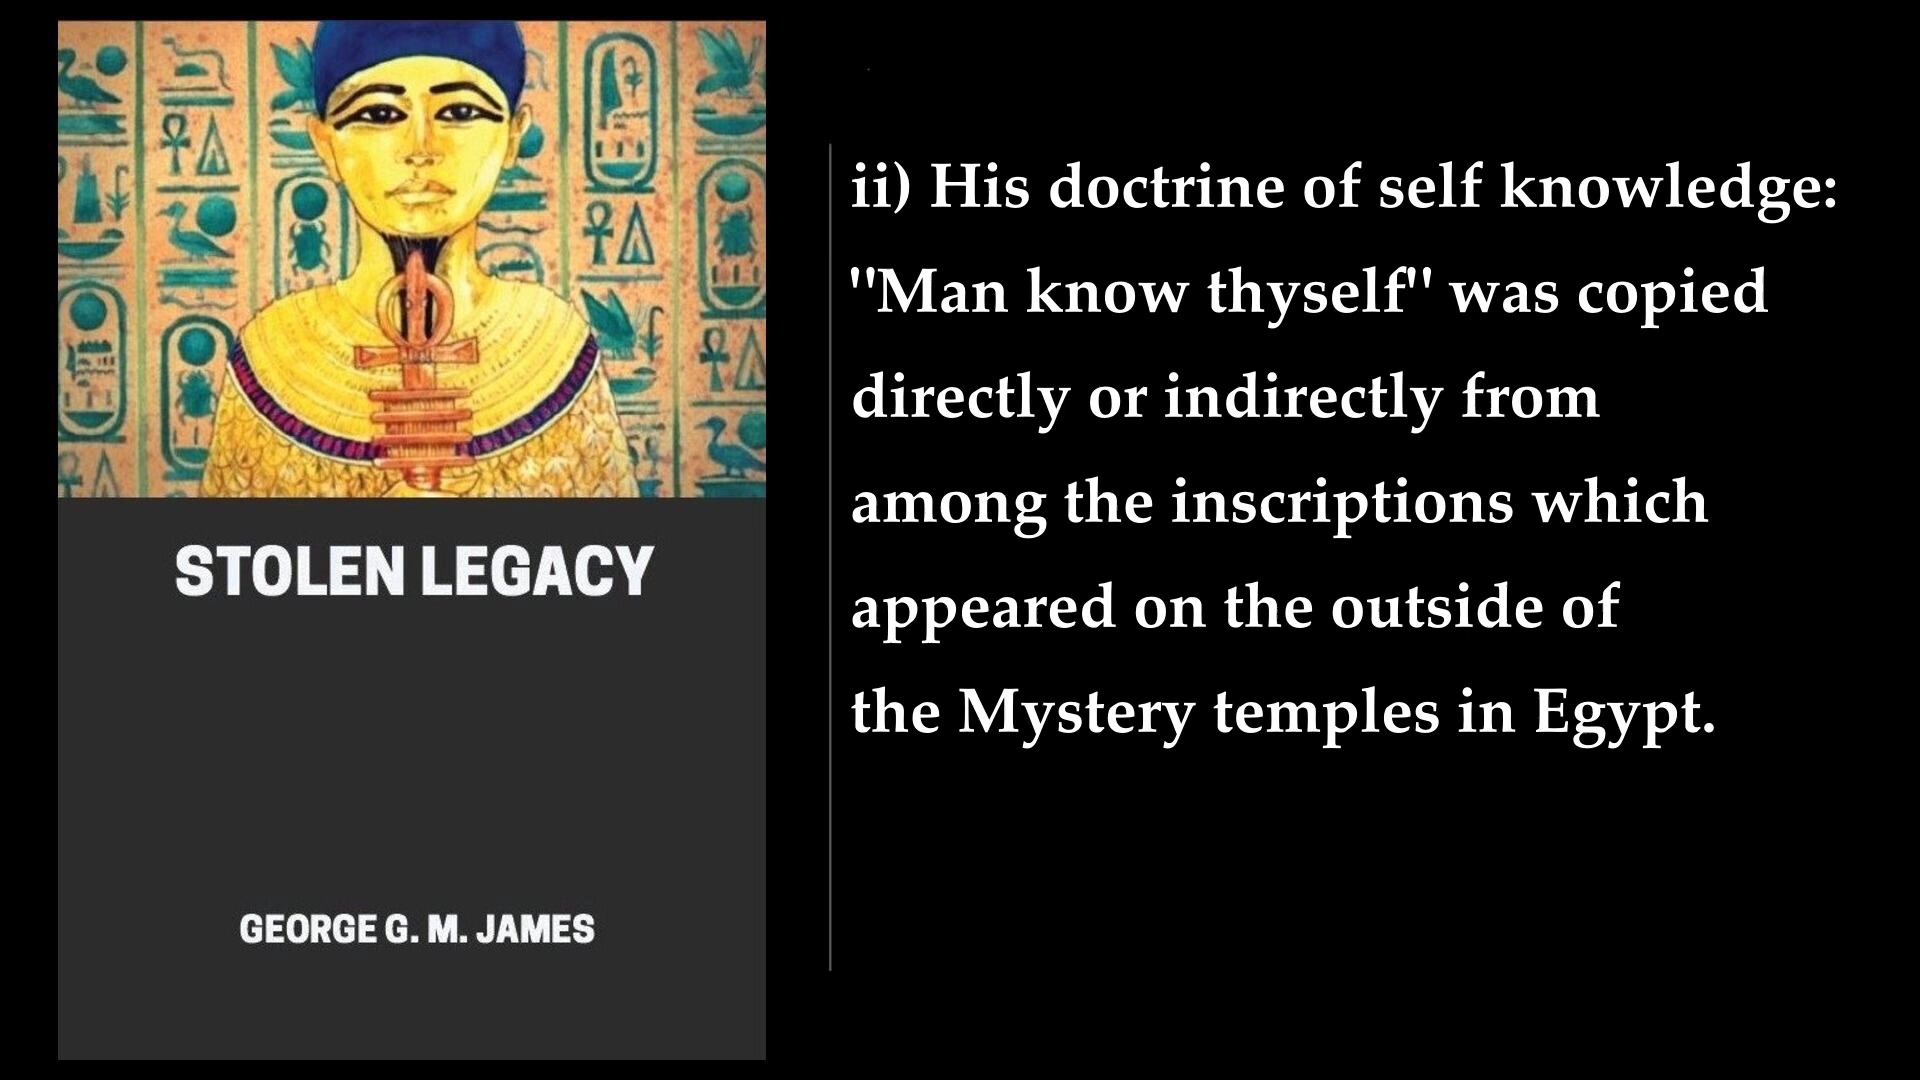 STOLEN LEGACY
GEORGE G. M. JAMES
ii) His doctrine of self knowledge:
"Man know thyself" was copied
directly or indirectly from
among the inscriptions which
appeared on the outside of
the Mystery temples in Egypt.